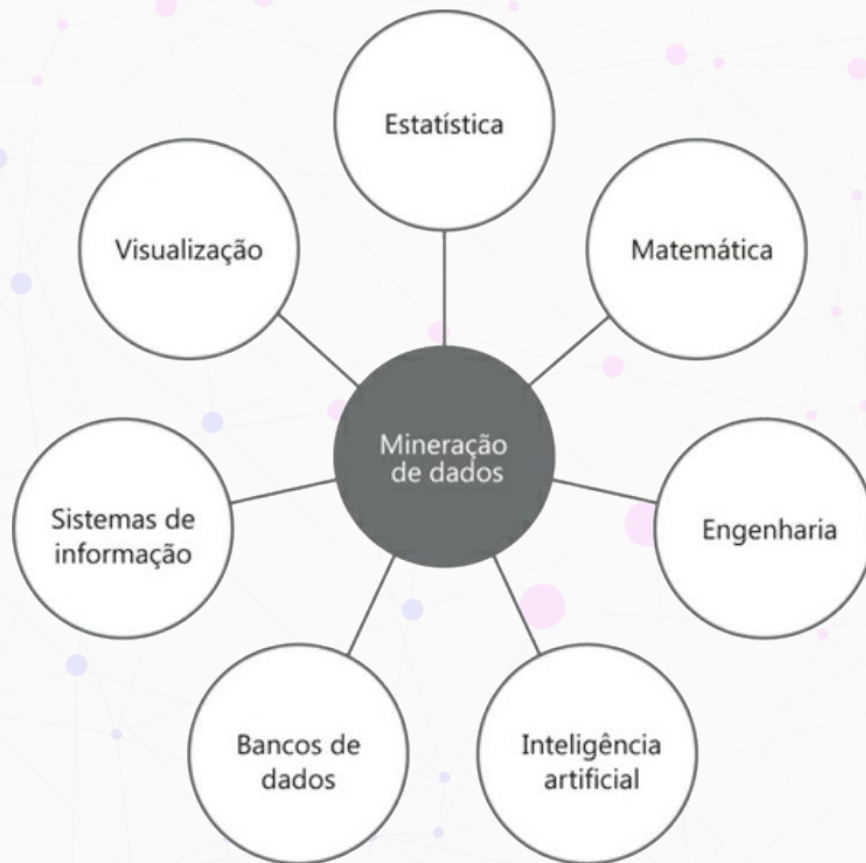 Estatística
Visualização
Matemática
Mineração
de dados
Sistemas de
informação
Engenharia
Bancos de
dados
Inteligência
artificial